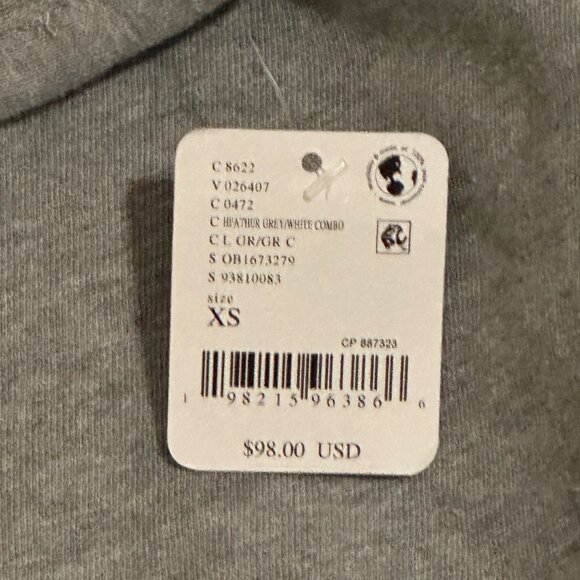 C 8622
V 026407
C 0472
C HEATHER GREY/WHITE COMBO
C L GR/GR C
S OB1673279
S 93810083
size
XS
CP 887323
1 98215 96386 6
$98.00 USD